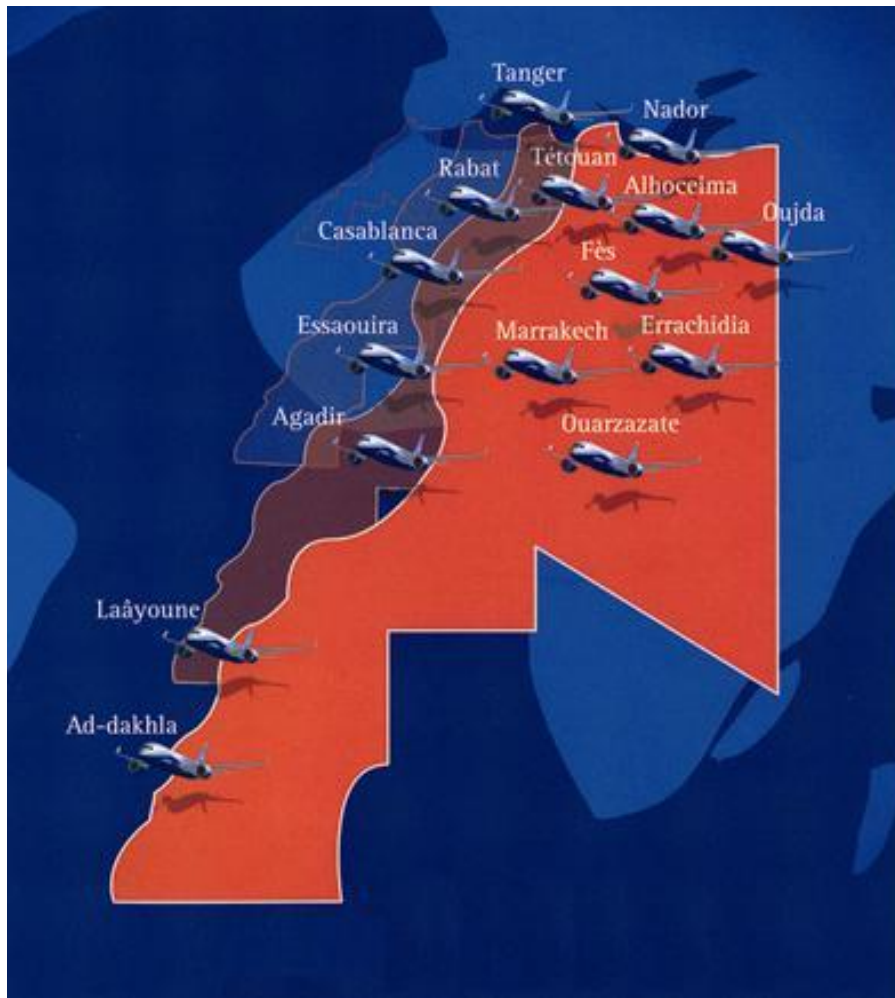 Tanger
Nador
Tétouan
Rabat
Alhoceima
Oujda
Casablanca
Fès
Essaouira
Marrakech
Errachidia
Agadir
Ouarzazate
Laâyoune
Ad-dakhla